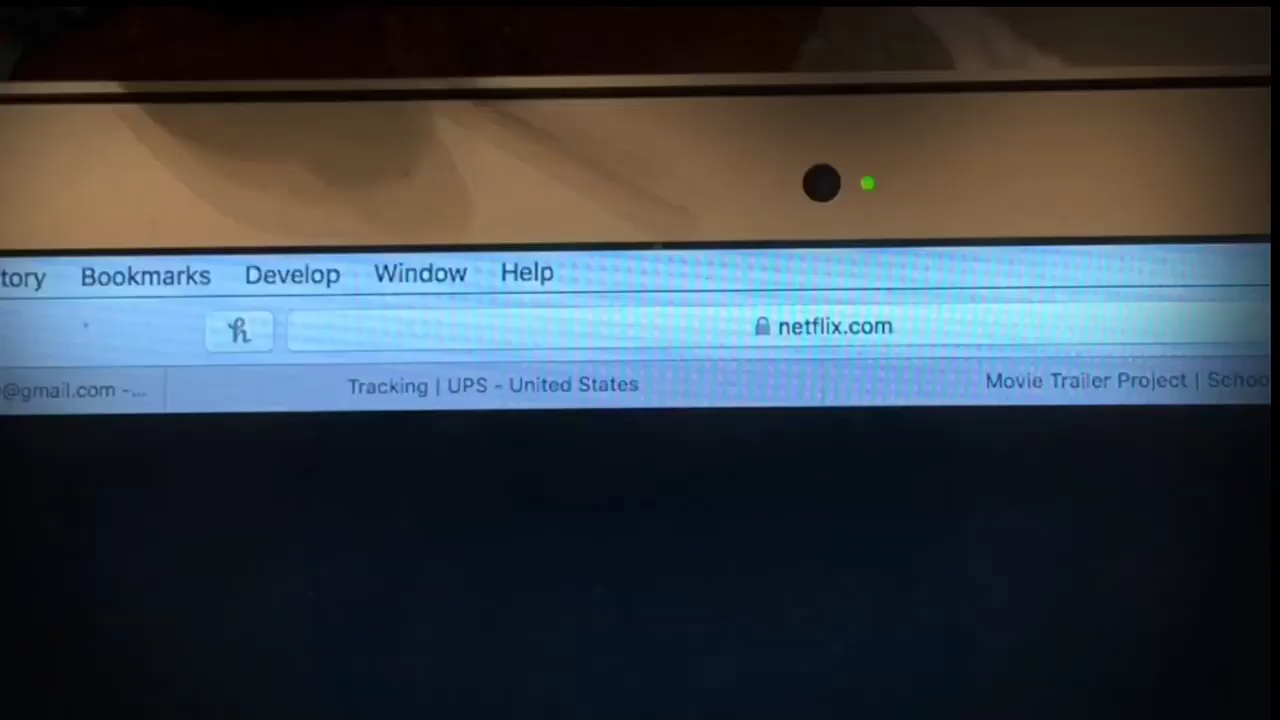 tory Bookmarks Develop Window Help
netflix.com
@gmail.com -... Tracking | UPS - United States Movie Trailer Project | Schoo